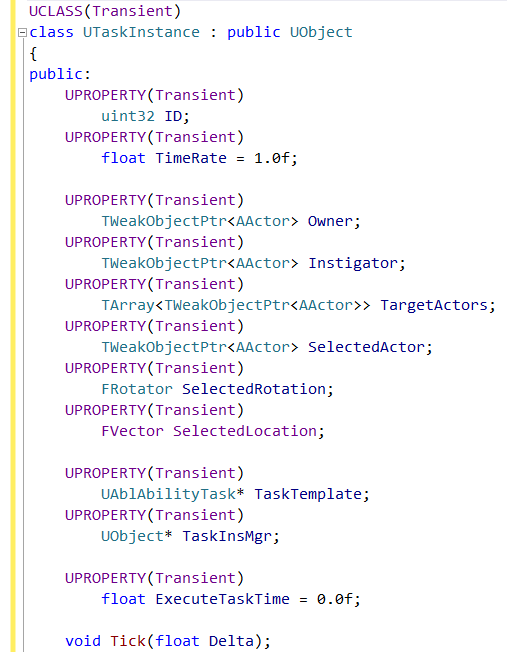 UCLASS(Transient)
class UTaskInstance : public UObject
{
public:
    UPROPERTY(Transient)
        uint32 ID;
    UPROPERTY(Transient)
        float TimeRate = 1.0f;

    UPROPERTY(Transient)
        TWeakObjectPtr<AActor> Owner;
    UPROPERTY(Transient)
        TWeakObjectPtr<AActor> Instigator;
    UPROPERTY(Transient)
        TArray<TWeakObjectPtr<AActor>> TargetActors;
    UPROPERTY(Transient)
        TWeakObjectPtr<AActor> SelectedActor;
    UPROPERTY(Transient)
        FRotator SelectedRotation;
    UPROPERTY(Transient)
        FVector SelectedLocation;

    UPROPERTY(Transient)
        UAblAbilityTask* TaskTemplate;
    UPROPERTY(Transient)
        UObject* TaskInsMgr;

    UPROPERTY(Transient)
        float ExecuteTaskTime = 0.0f;

    void Tick(float Delta);